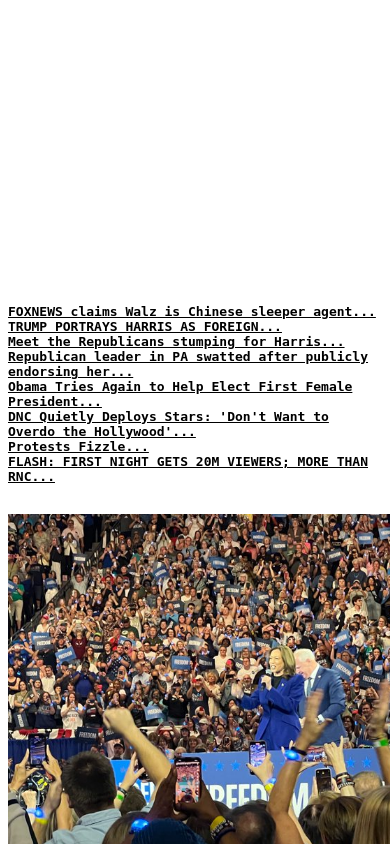 FOXNEWS claims Walz is Chinese sleeper agent...
TRUMP PORTRAYS HARRIS AS FOREIGN...
Meet the Republicans stumping for Harris...
Republican leader in PA swatted after publicly
endorsing her...
Obama Tries Again to Help Elect First Female
President...
DNC Quietly Deploys Stars: 'Don't Want to
Overdo the Hollywood'...
Protests Fizzle...
FLASH: FIRST NIGHT GETS 20M VIEWERS; MORE THAN
RNC...
FREEDOM
FREEDOM
FREEDOM
FREEDOM